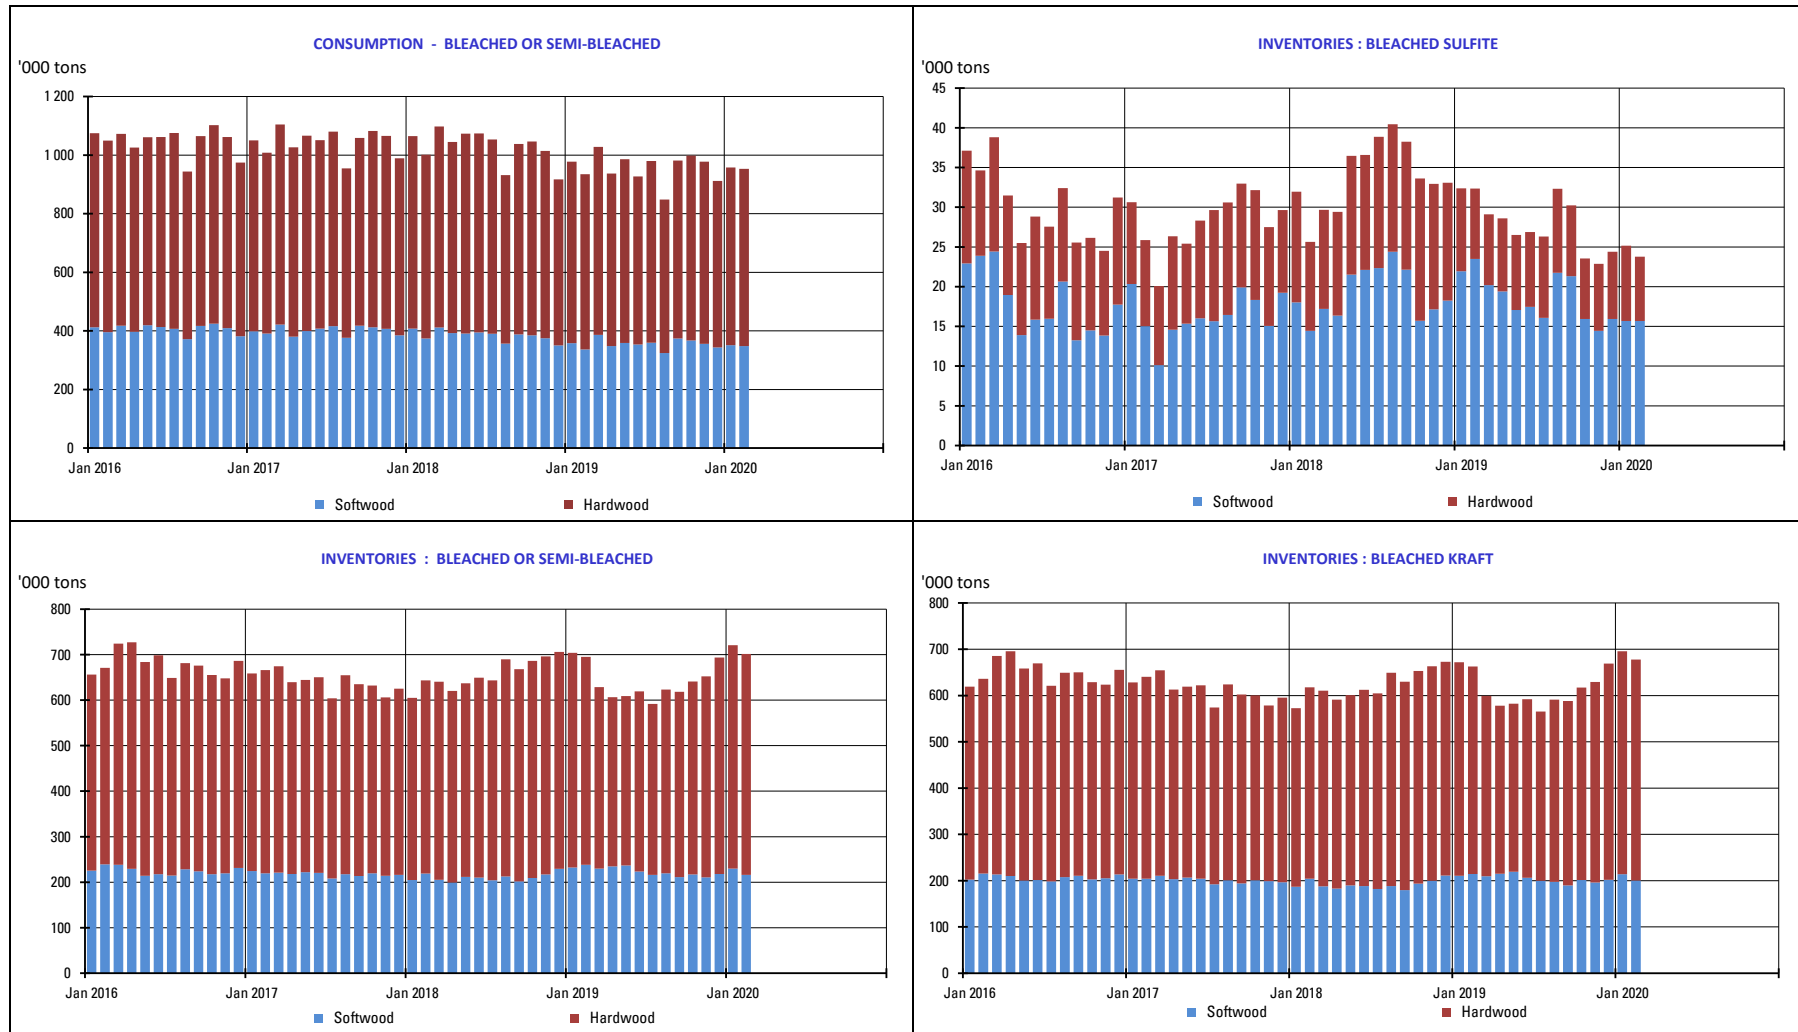 CONSUMPTION - BLEACHED OR SEMI-BLEACHED
'000 tons
1 200
1 000
800
600
400
200
0
Jan 2016 Jan 2017 Jan 2018 Jan 2019 Jan 2020
Softwood Hardwood
INVENTORIES : BLEACHED SULFITE
'000 tons
45
40
35
30
25
20
15
10
5
0
Jan 2016 Jan 2017 Jan 2018 Jan 2019 Jan 2020
Softwood Hardwood
INVENTORIES : BLEACHED OR SEMI-BLEACHED
'000 tons
800
700
600
500
400
300
200
100
0
Jan 2016 Jan 2017 Jan 2018 Jan 2019 Jan 2020
Softwood Hardwood
INVENTORIES : BLEACHED KRAFT
'000 tons
800
700
600
500
400
300
200
100
0
Jan 2016 Jan 2017 Jan 2018 Jan 2019 Jan 2020
Softwood Hardwood